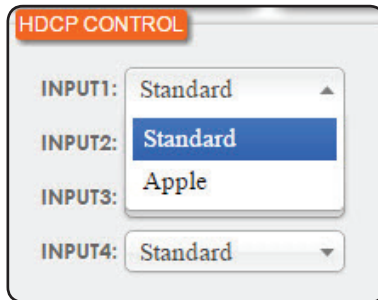 HDCP CONTROL
INPUT1: Standard
INPUT2: Standard
INPUT3: Apple
INPUT4: Standard